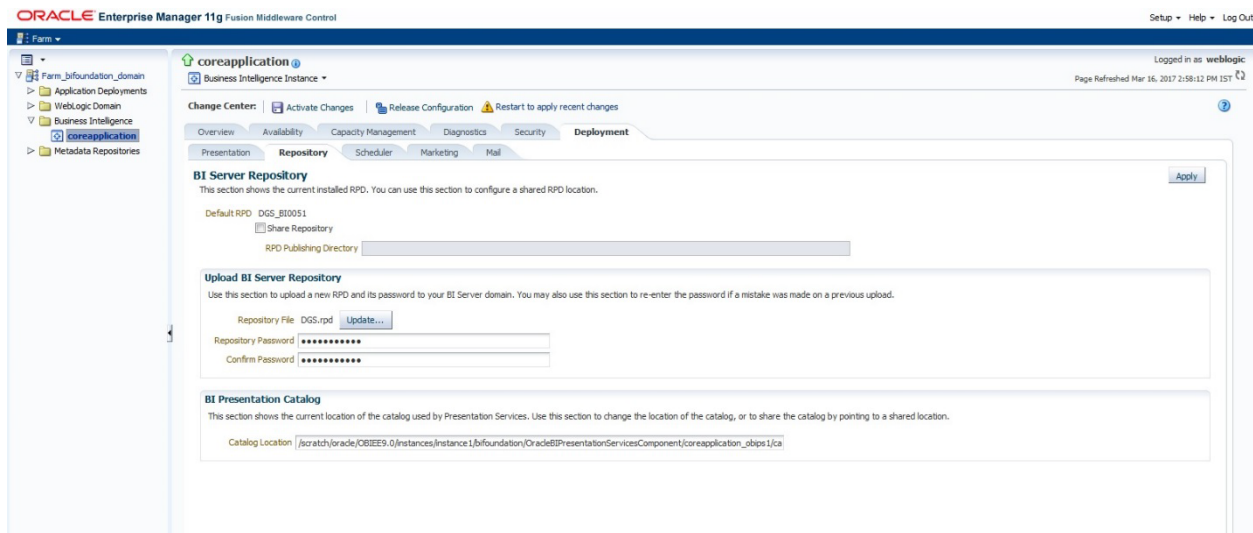 ORACLE Enterprise Manager 11g Fusion Middleware Control
Setup Help Log Out
Farm
coreapplication
Logged in as weblogic
Business Intelligence Instance
Page Refreshed Mar 16, 2017 2:58:12 PM IST
Farm_bifoundation_domain
Application Deployments
WebLogic Domain
Business Intelligence
coreapplication
Metadata Repositories
Change Center: Activate Changes Release Configuration Restart to apply recent changes
Overview Availability Capacity Management Diagnostics Security Deployment
Presentation Repository Scheduler Marketing Mail
BI Server Repository
Apply
This section shows the current installed RPD. You can use this section to configure a shared RPD location.
Default RPD DGS_BI0051
Share Repository
RPD Publishing Directory
Upload BI Server Repository
Use this section to upload a new RPD and its password to your BI Server domain. You may also use this section to re-enter the password if a mistake was made on a previous upload.
Repository File DGS.rpd Update...
Repository Password •••••••••••
Confirm Password •••••••••••
BI Presentation Catalog
This section shows the current location of the catalog used by Presentation Services. Use this section to change the location of the catalog, or to share the catalog by pointing to a shared location.
Catalog Location /scratch/oracle/OBIEE9.0/instances/instance1/bifoundation/OracleBIPresentationServicesComponent/coreapplication_obips1/ca